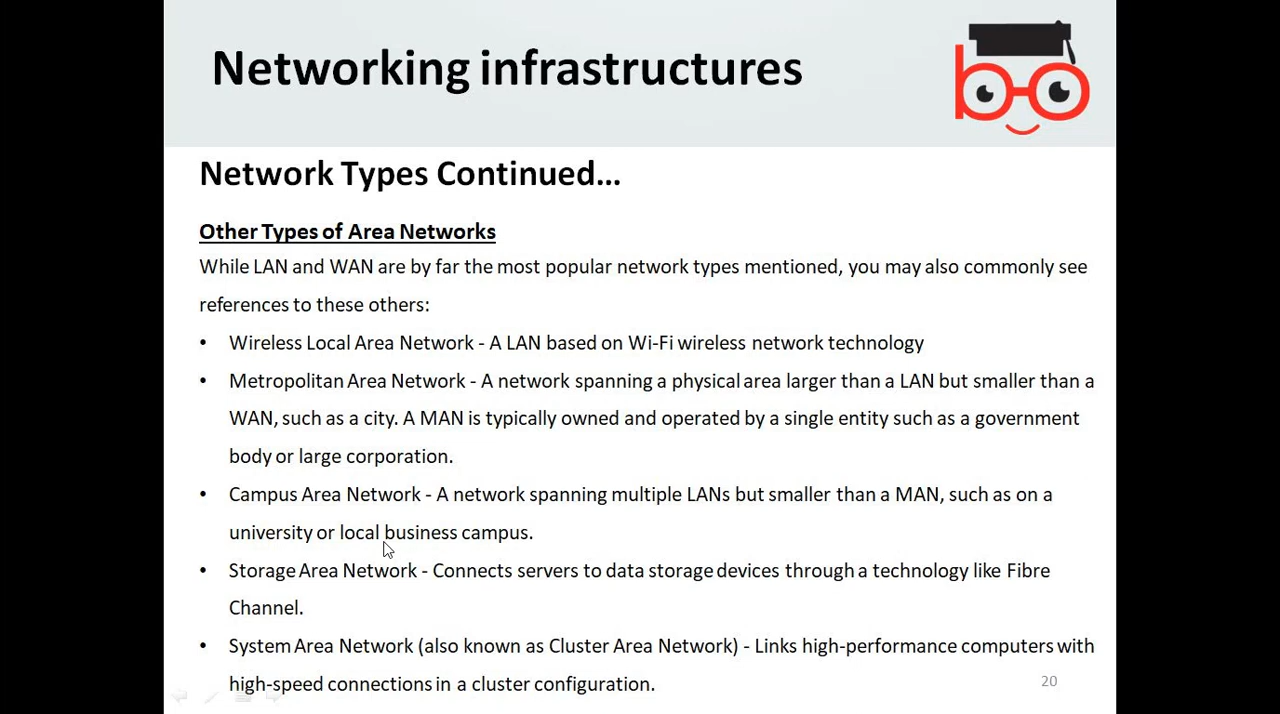 Networking infrastructures
Network Types Continued...
Other Types of Area Networks
While LAN and WAN are by far the most popular network types mentioned, you may also commonly see
references to these others:
• Wireless Local Area Network - A LAN based on Wi-Fi wireless network technology
• Metropolitan Area Network - A network spanning a physical area larger than a LAN but smaller than a
WAN, such as a city. A MAN is typically owned and operated by a single entity such as a government
body or large corporation.
• Campus Area Network - A network spanning multiple LANs but smaller than a MAN, such as on a
university or local business campus.
• Storage Area Network - Connects servers to data storage devices through a technology like Fibre
Channel.
• System Area Network (also known as Cluster Area Network) - Links high-performance computers with
high-speed connections in a cluster configuration.
20